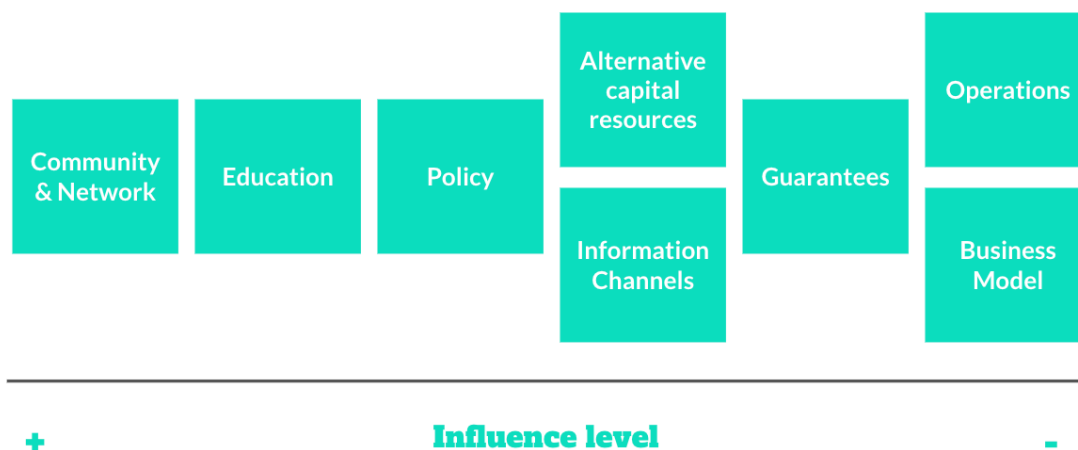 Community
& Network
Education
Policy
Alternative
capital
resources
Information
Channels
Guarantees
Operations
Business
Model
+
Influence level
-